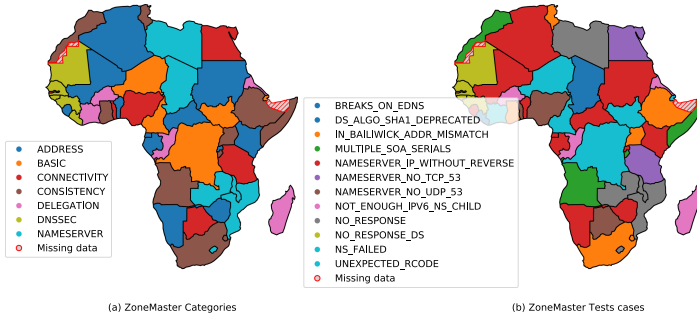 ADDRESS
BASIC
CONNECTIVITY
CONSISTENCY
DELEGATION
DNSSEC
NAMESERVER
Missing data
BREAKS_ON_EDNS
DS_ALGO_SHA1_DEPRECATED
IN_BAILIWICK_ADDR_MISMATCH
MULTIPLE_SOA_SERIALS
NAMESERVER_IP_WITHOUT_REVERSE
NAMESERVER_NO_TCP_53
NAMESERVER_NO_UDP_53
NOT_ENOUGH_IPV6_NS_CHILD
NO_RESPONSE
NO_RESPONSE_DS
NS_FAILED
UNEXPECTED_RCODE
Missing data
(a) ZoneMaster Categories
(b) ZoneMaster Tests cases